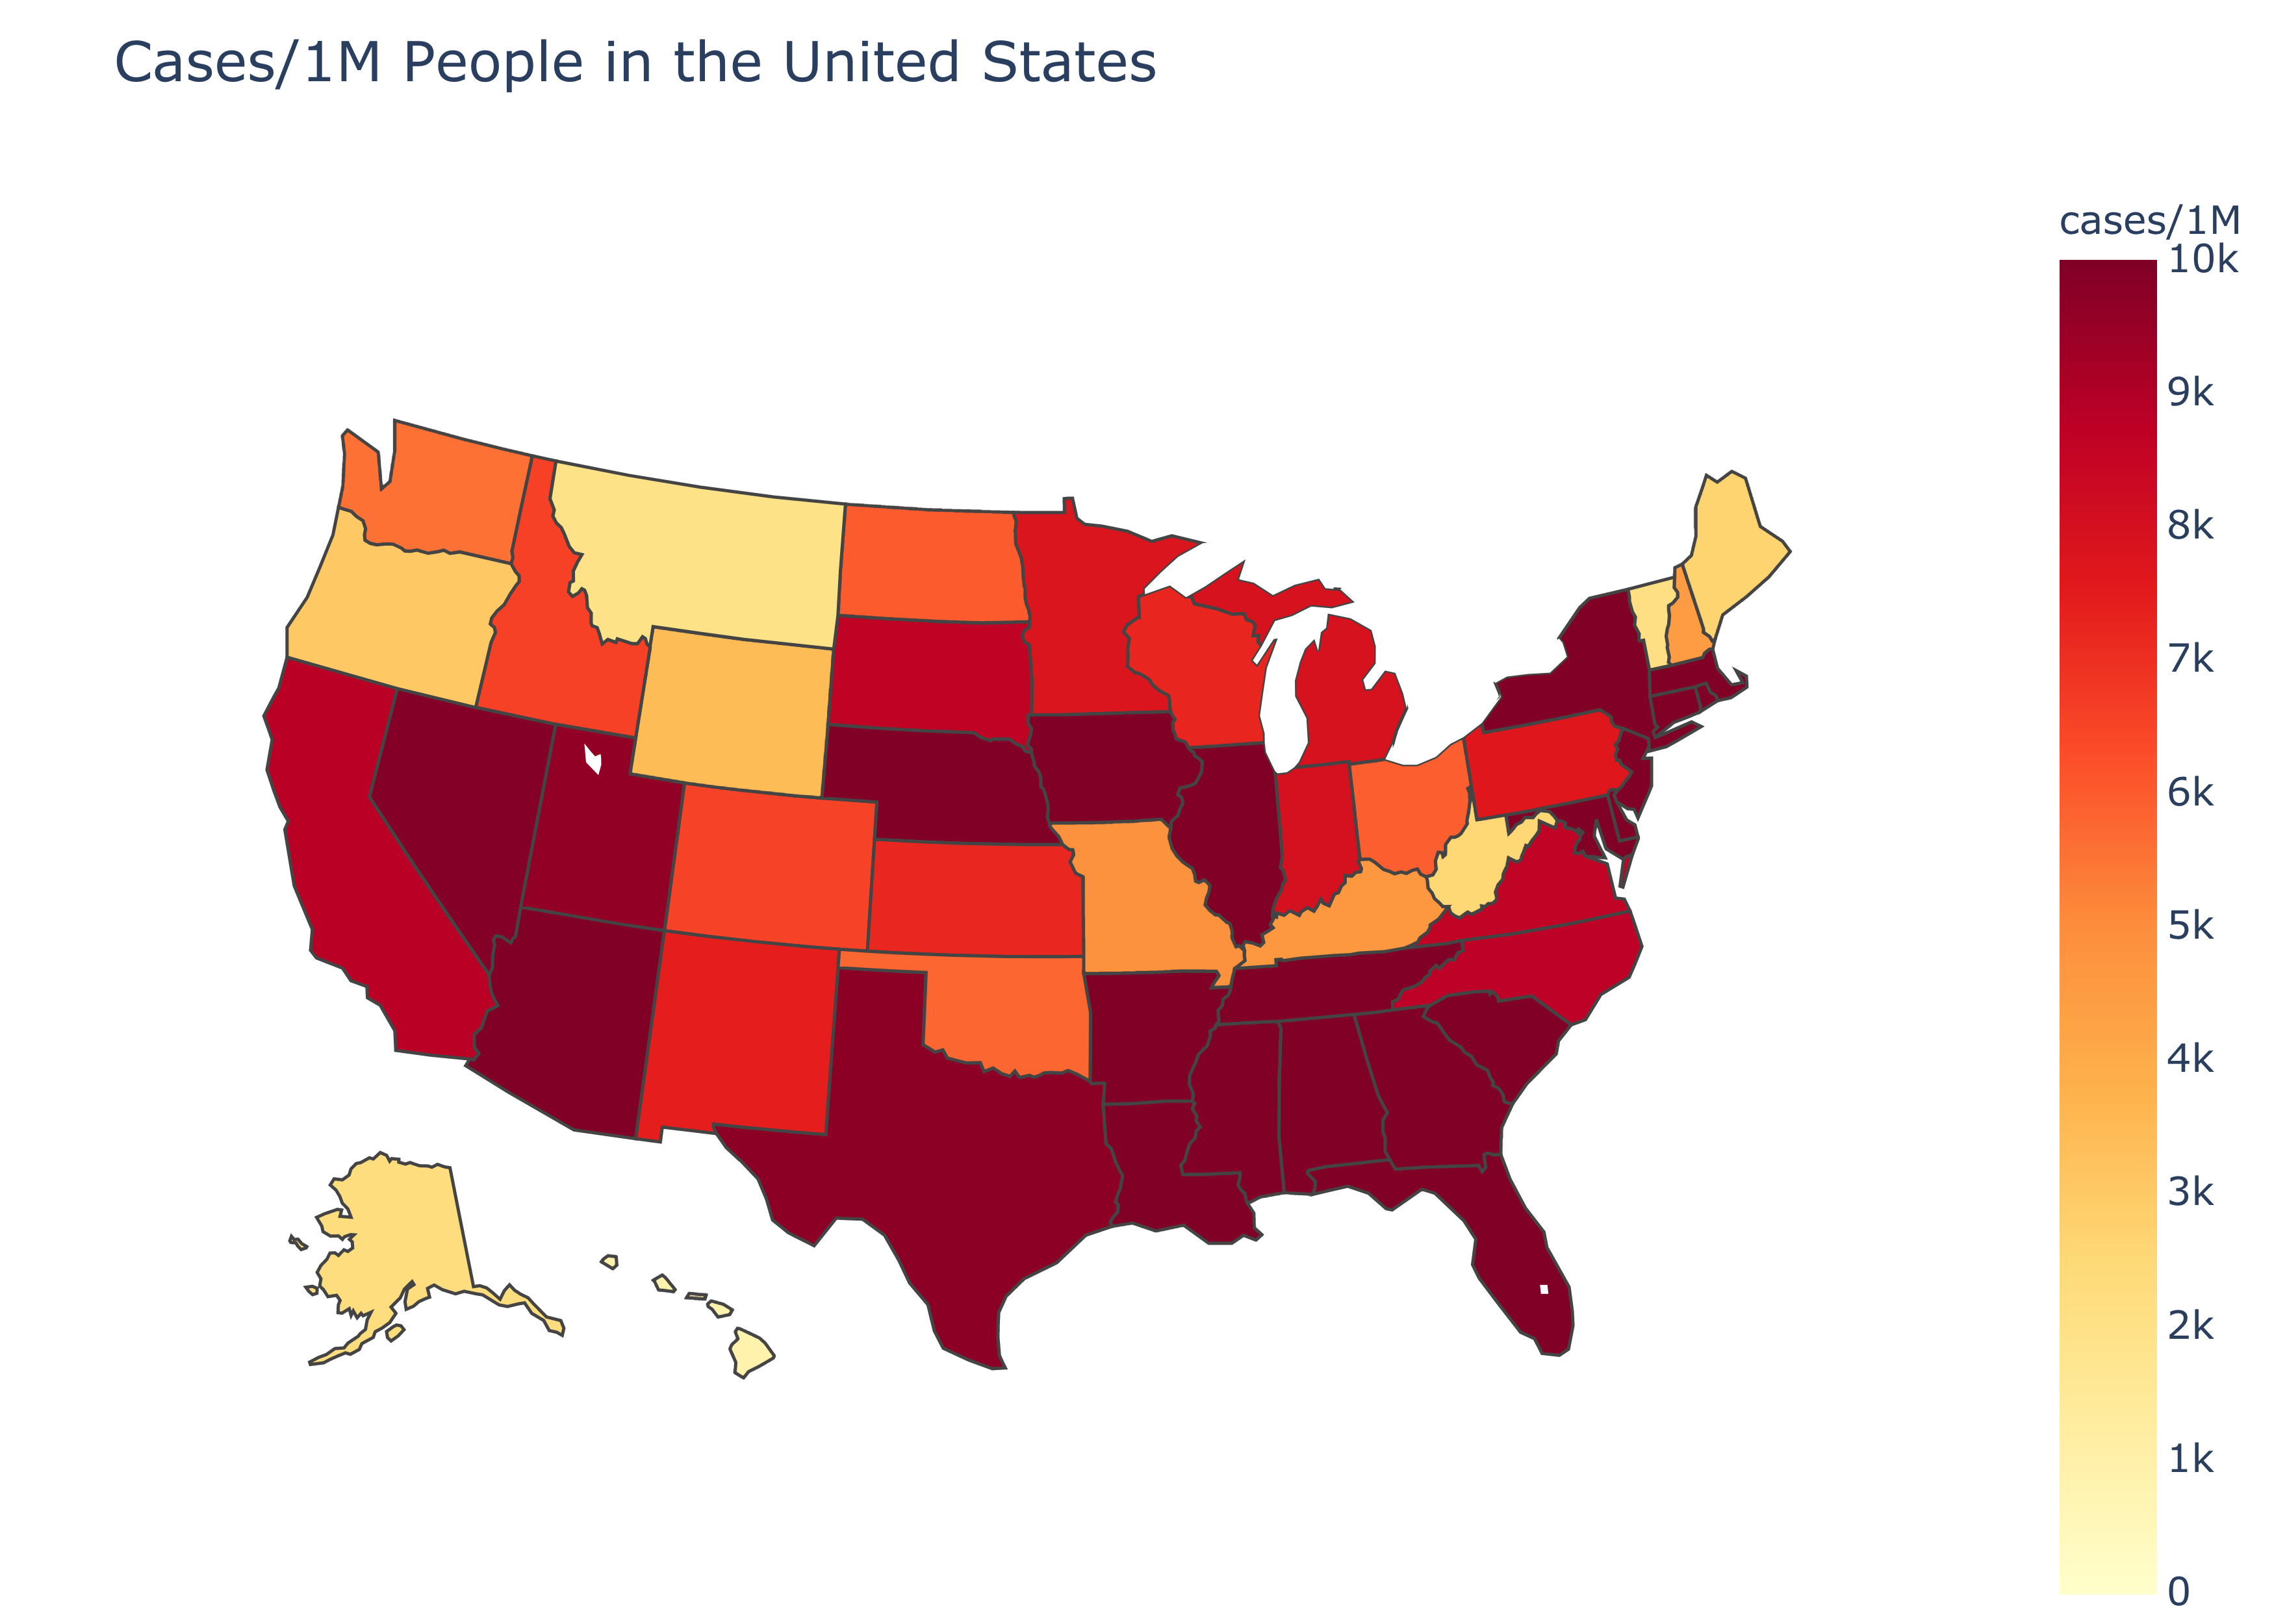 Cases/1M People in the United States
cases/1M
10k
9k
8k
7k
6k
5k
4k
3k
2k
1k
0